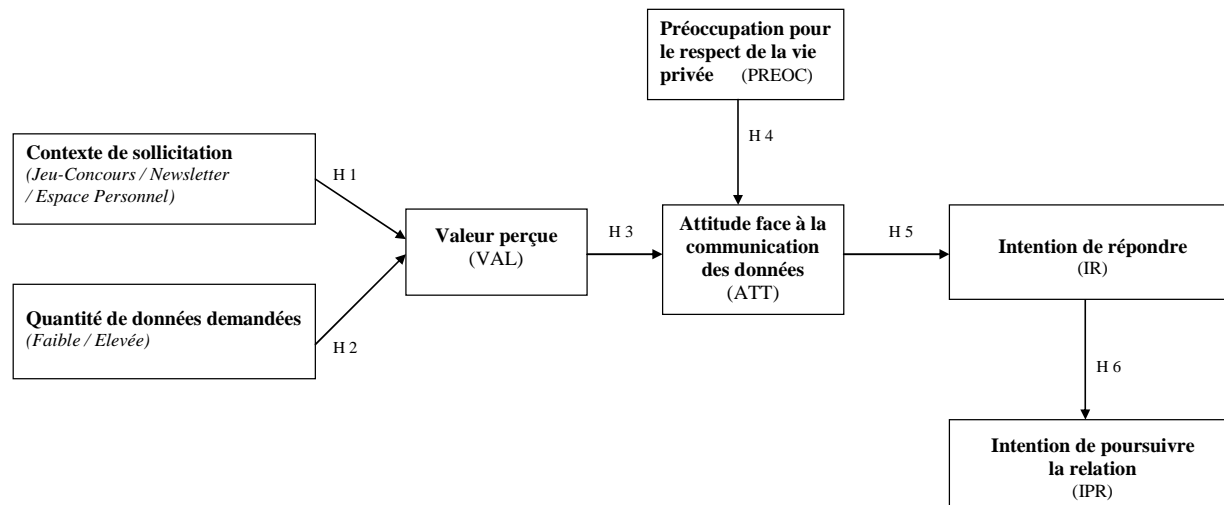 Préoccupation pour
le respect de la vie
privée (PREOC)
H 4
Contexte de sollicitation
(Jeu-Concours / Newsletter
/ Espace Personnel)
H 1
Valeur perçue
(VAL)
H 3
Attitude face à la
communication
des données
(ATT)
H 5
Intention de répondre
(IR)
Quantité de données demandées
(Faible / Elevée)
H 2
H 6
Intention de poursuivre
la relation
(IPR)